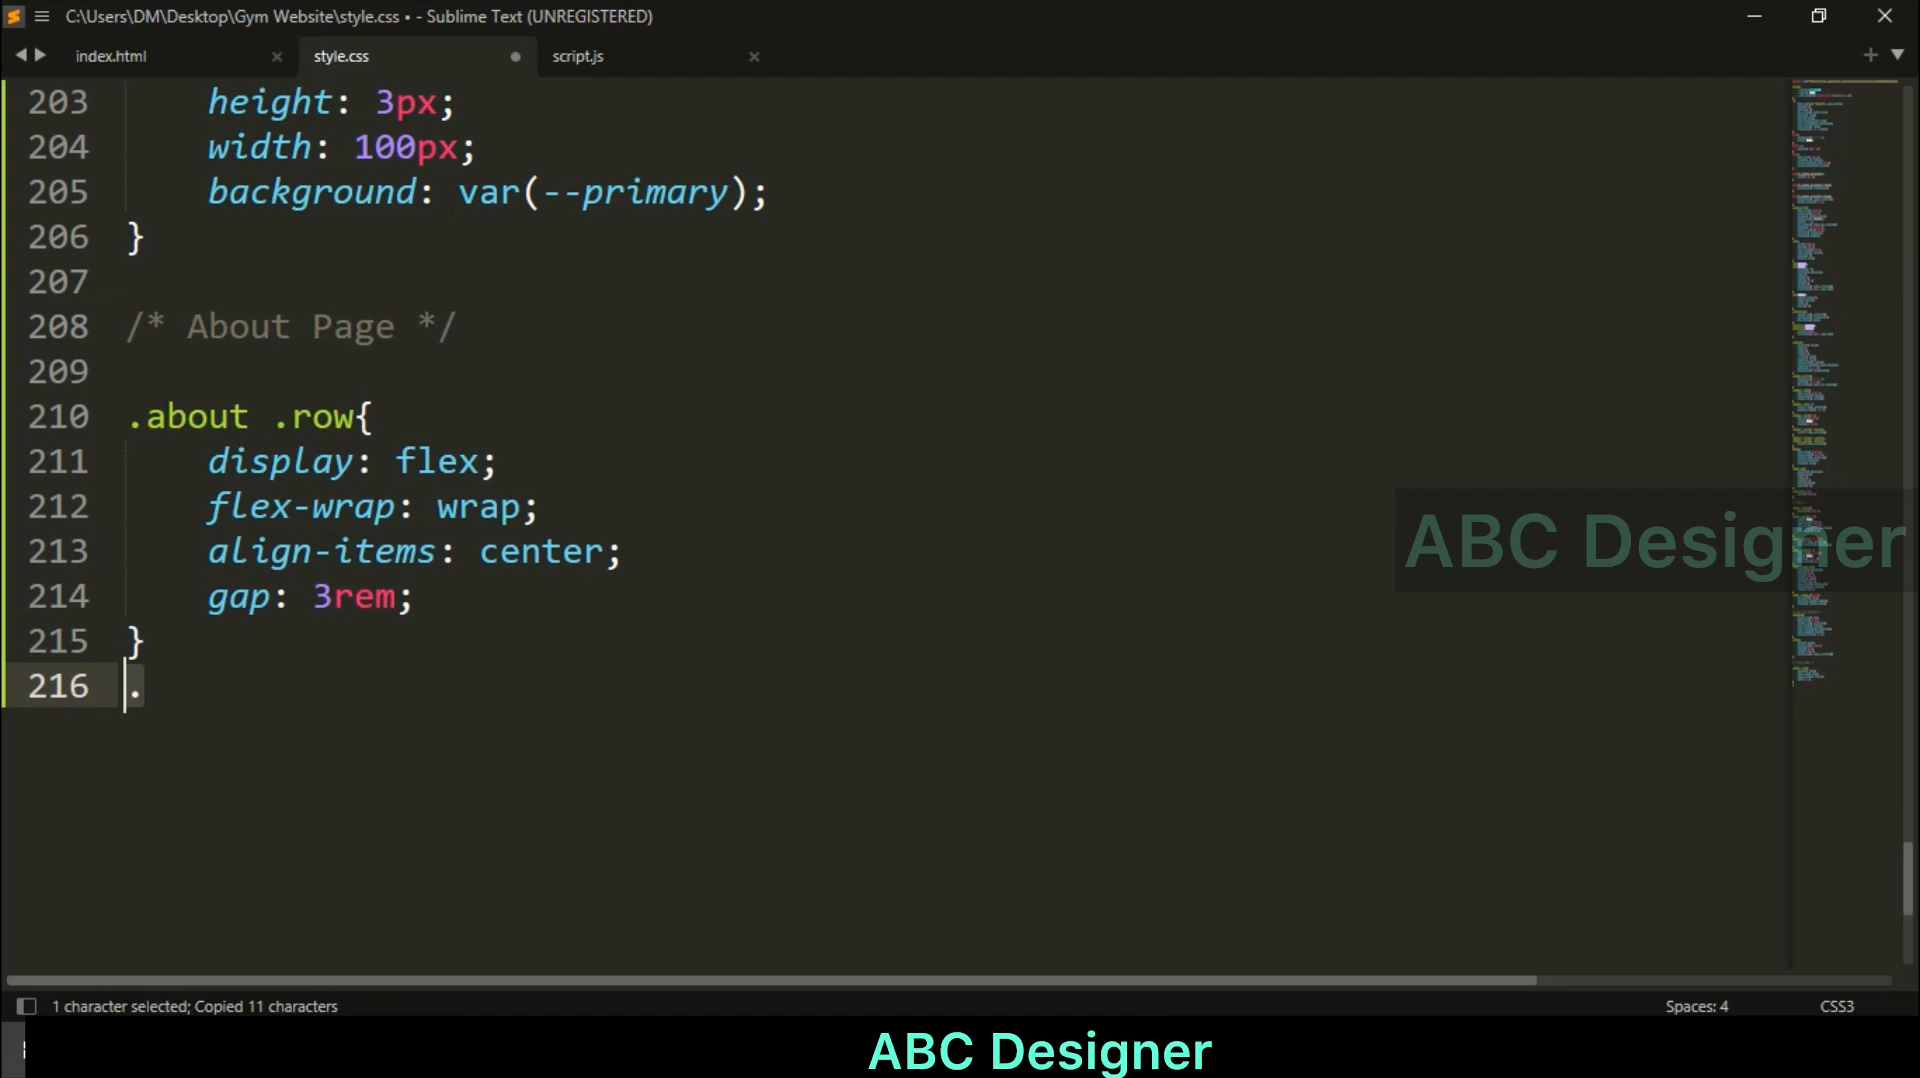 C:\Users\DM\Desktop\Gym Website\style.css • - Sublime Text (UNREGISTERED)
index.html
style.css
script.js
203 height: 3px;
204 width: 100px;
205 background: var(--primary);
206 }
207
208 /* About Page */
209
210 .about .row{
211 display: flex;
212 flex-wrap: wrap;
213 align-items: center;
214 gap: 3rem;
215 }
216 .
ABC Designer
1 character selected; Copied 11 characters
Spaces: 4
CSS3
ABC Designer